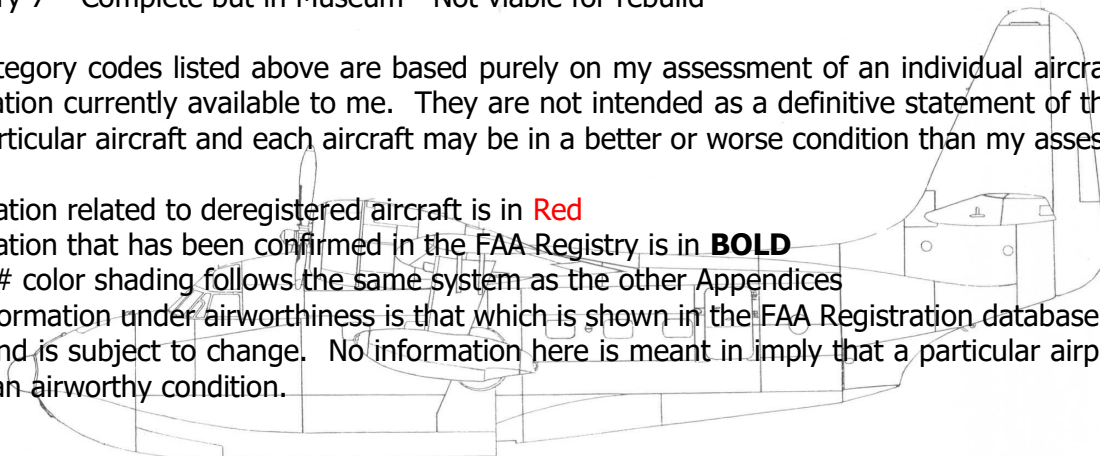 ry 7 – Complete but in Museum - Not viable for rebuild
tegory codes listed above are based purely on my assessment of an individual aircra
ation currently available to me. They are not intended as a definitive statement of th
rticular aircraft and each aircraft may be in a better or worse condition than my asses
ation related to deregistered aircraft is in Red
ation that has been confirmed in the FAA Registry is in BOLD
# color shading follows the same system as the other Appendices
ormation under airworthiness is that which is shown in the FAA Registration database
nd is subject to change. No information here is meant in imply that a particular airp
an airworthy condition.